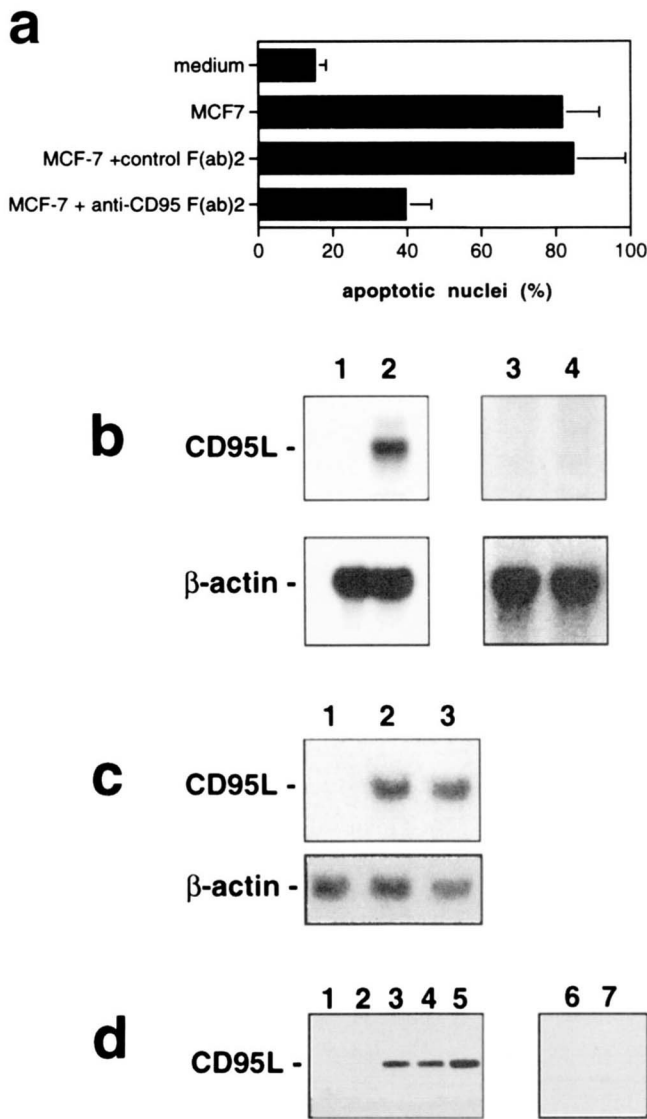 a
medium
MCF7
MCF-7 +control F(ab)2
MCF-7 + anti-CD95 F(ab)2
0 20 40 60 80 100
apoptotic nuclei (%)
b
1 2 3 4
CD95L -
β-actin -
c
1 2 3
CD95L -
β-actin -
d
1 2 3 4 5 6 7
CD95L -